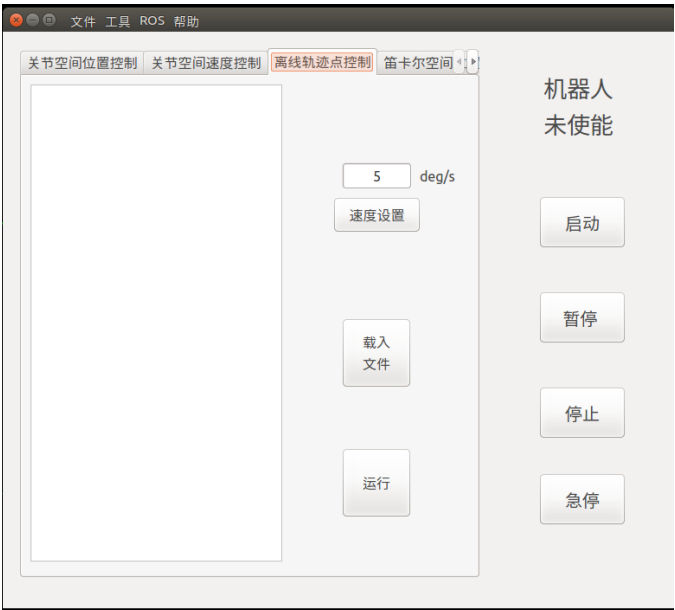 文件 工具 ROS 帮助
关节空间位置控制 关节空间速度控制 离线轨迹点控制 笛卡尔空间
机器人
未使能
5 deg/s
速度设置
启动
载入
文件
暂停
停止
运行
急停